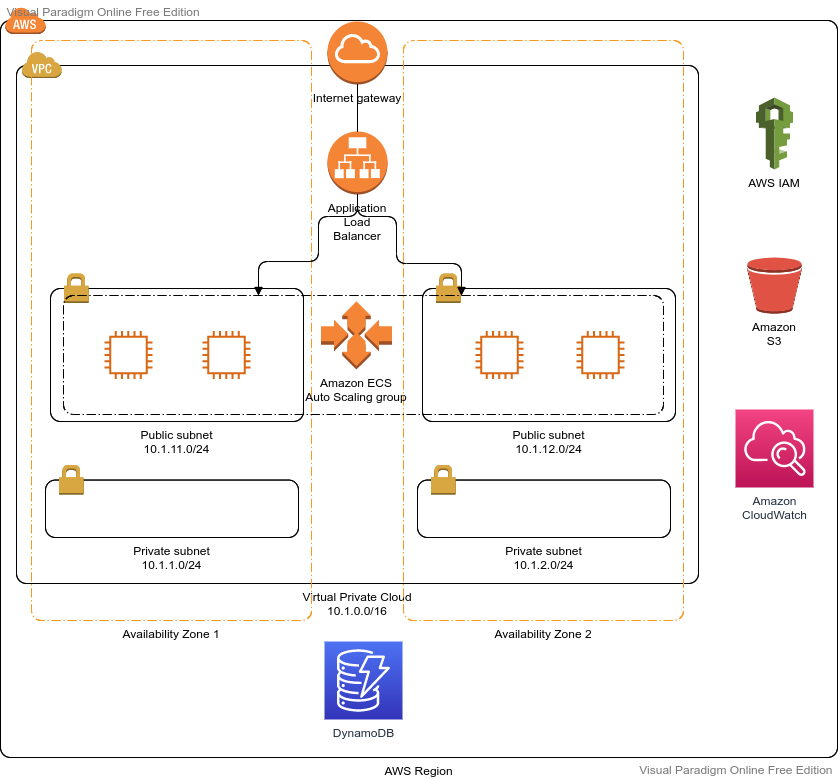 Visual Paradigm Online Free Edition
AWS
VPC
Internet gateway
AWS IAM
Application
Load
Balancer
Amazon
S3
Amazon ECS
Auto Scaling group
Public subnet
10.1.11.0/24
Public subnet
10.1.12.0/24
Amazon
CloudWatch
Private subnet
10.1.1.0/24
Private subnet
10.1.2.0/24
Virtual Private Cloud
10.1.0.0/16
Availability Zone 1
Availability Zone 2
DynamoDB
AWS Region
Visual Paradigm Online Free Edition